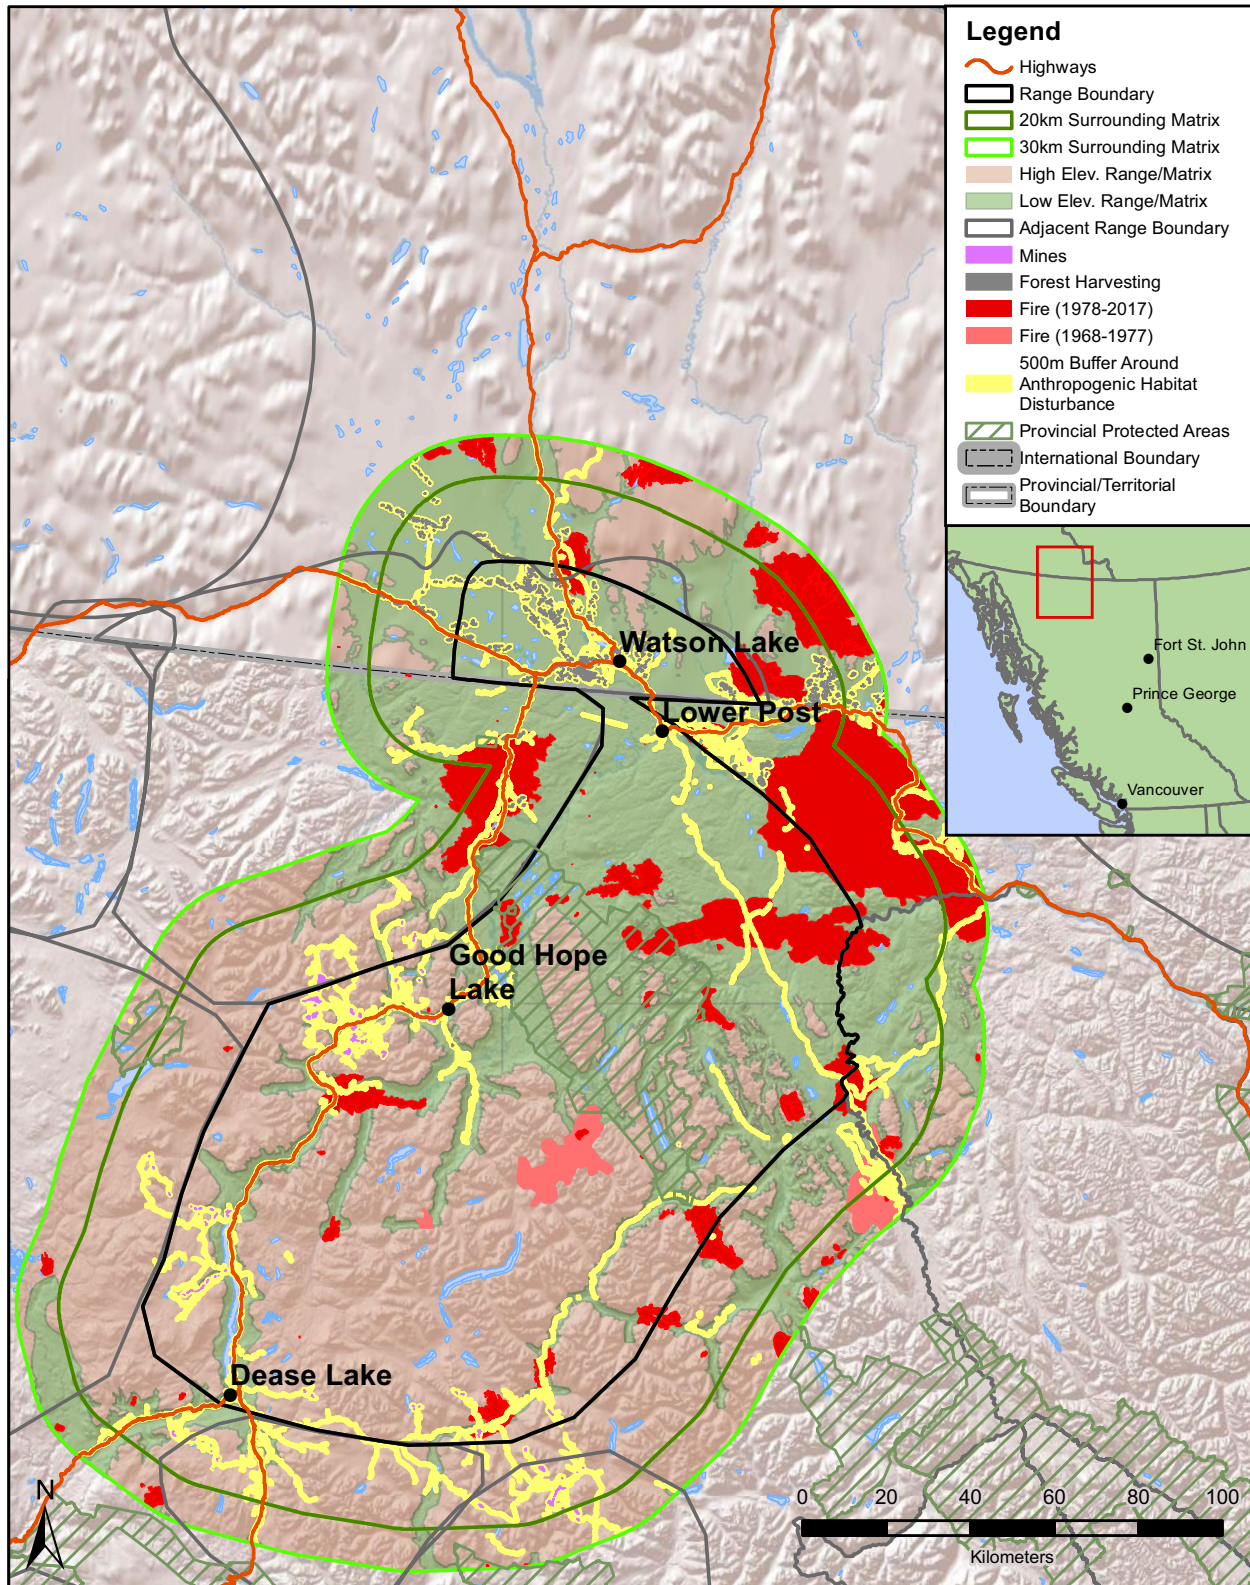 Legend
Highways
Range Boundary
20km Surrounding Matrix
30km Surrounding Matrix
High Elev. Range/Matrix
Low Elev. Range/Matrix
Adjacent Range Boundary
Mines
Forest Harvesting
Fire (1978-2017)
Fire (1968-1977)
500m Buffer Around
Anthropogenic Habitat
Disturbance
Provincial Protected Areas
International Boundary
Provincial/Territorial
Boundary
Fort St. John
Prince George
Vancouver
Watson Lake
Lower Post
Good Hope
Lake
Dease Lake
N
0 20 40 60 80 100
Kilometers